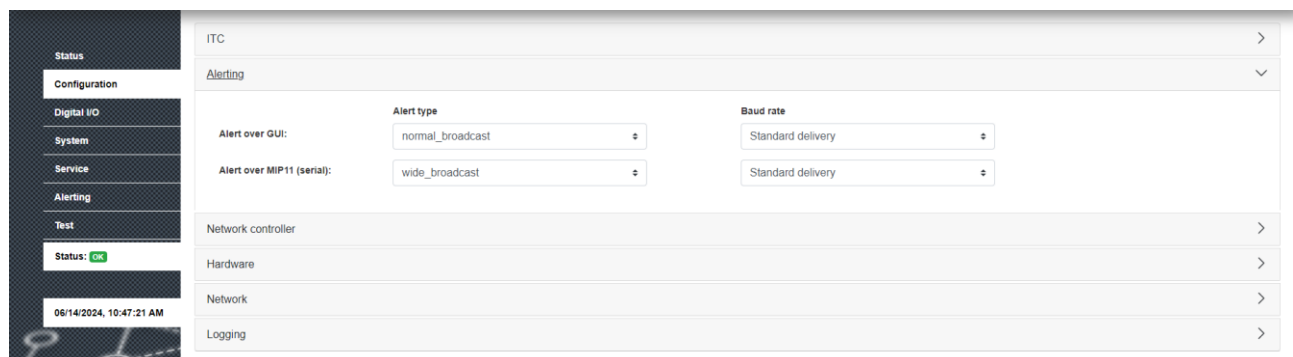 Status
Configuration
Digital I/O
System
Service
Alerting
Test
Status: OK
06/14/2024, 10:47:21 AM
ITC
Alerting
Alert type
Baud rate
Alert over GUI:
normal_broadcast
Standard delivery
Alert over MIP11 (serial):
wide_broadcast
Standard delivery
Network controller
Hardware
Network
Logging